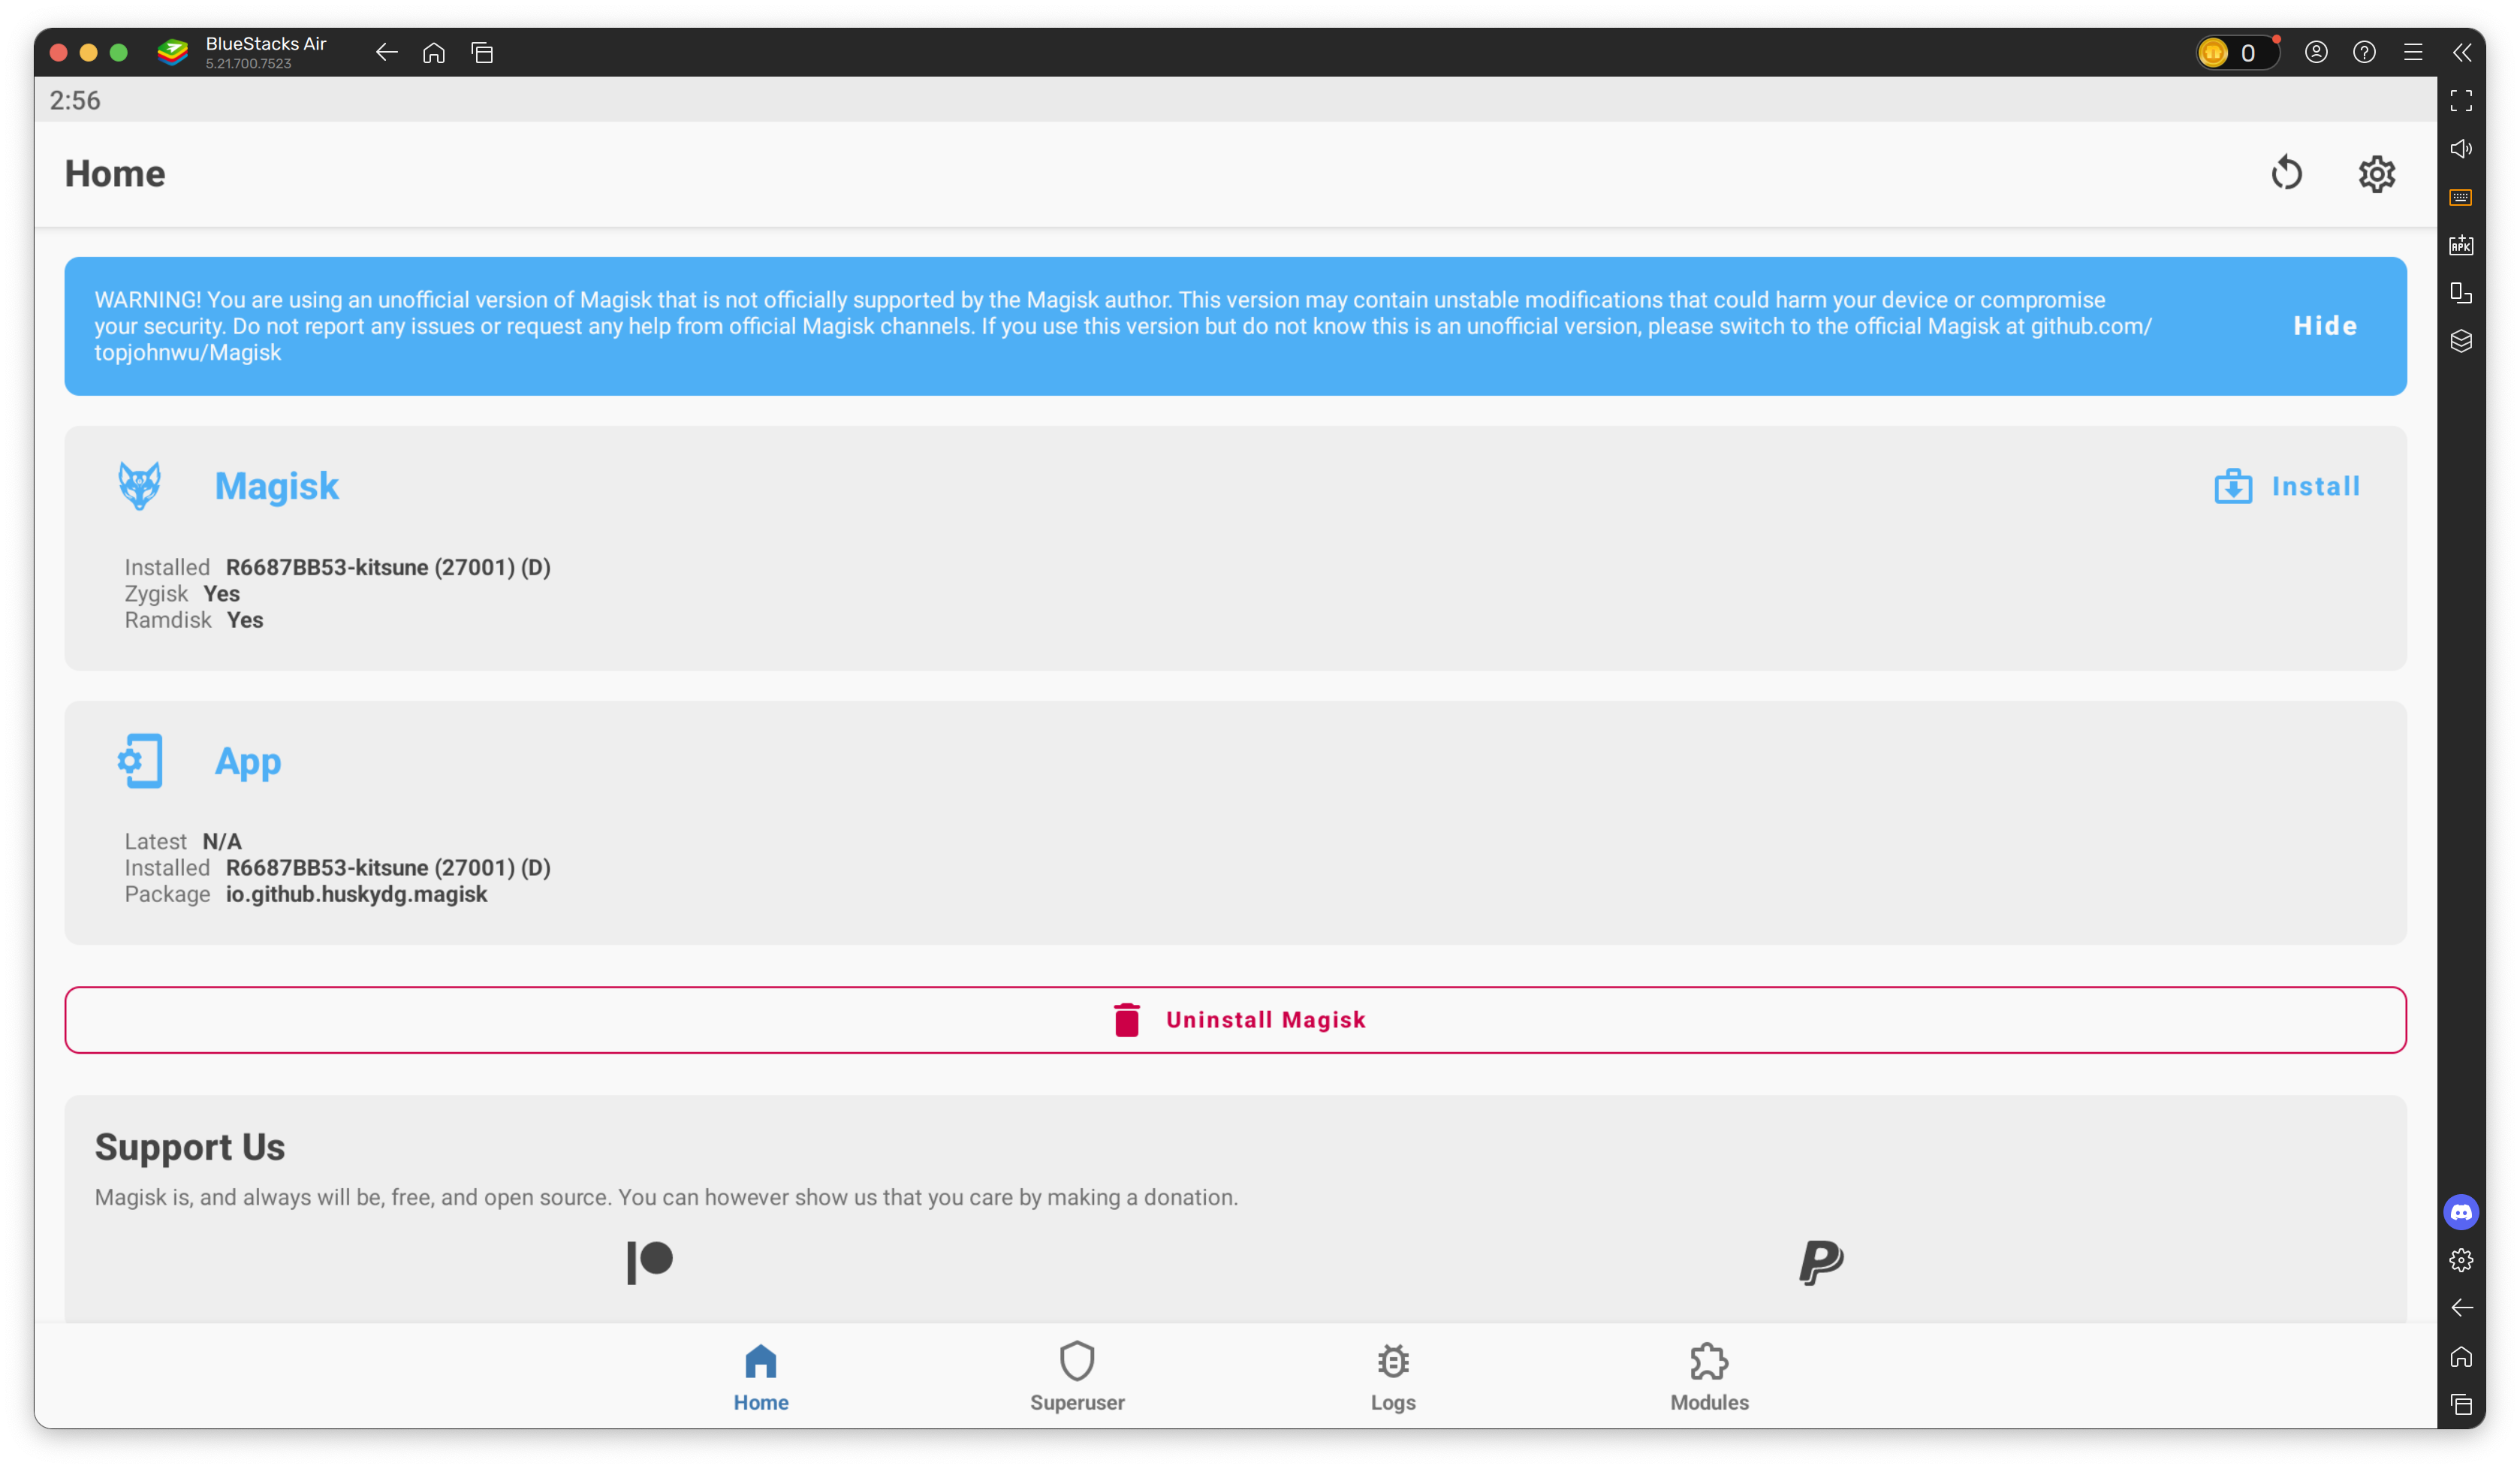 BlueStacks Air
5.21.700.7523
0
2:56
Home
WARNING! You are using an unofficial version of Magisk that is not officially supported by the Magisk author. This version may contain unstable modifications that could harm your device or compromise
your security. Do not report any issues or request any help from official Magisk channels. If you use this version but do not know this is an unofficial version, please switch to the official Magisk at github.com/
topjohnwu/Magisk
Hide
Magisk
Install
Installed R6687BB53-kitsune (27001) (D)
Zygisk Yes
Ramdisk Yes
App
Latest N/A
Installed R6687BB53-kitsune (27001) (D)
Package io.github.huskydg.magisk
Uninstall Magisk
Support Us
Magisk is, and always will be, free, and open source. You can however show us that you care by making a donation.
Home
Superuser
Logs
Modules
APK